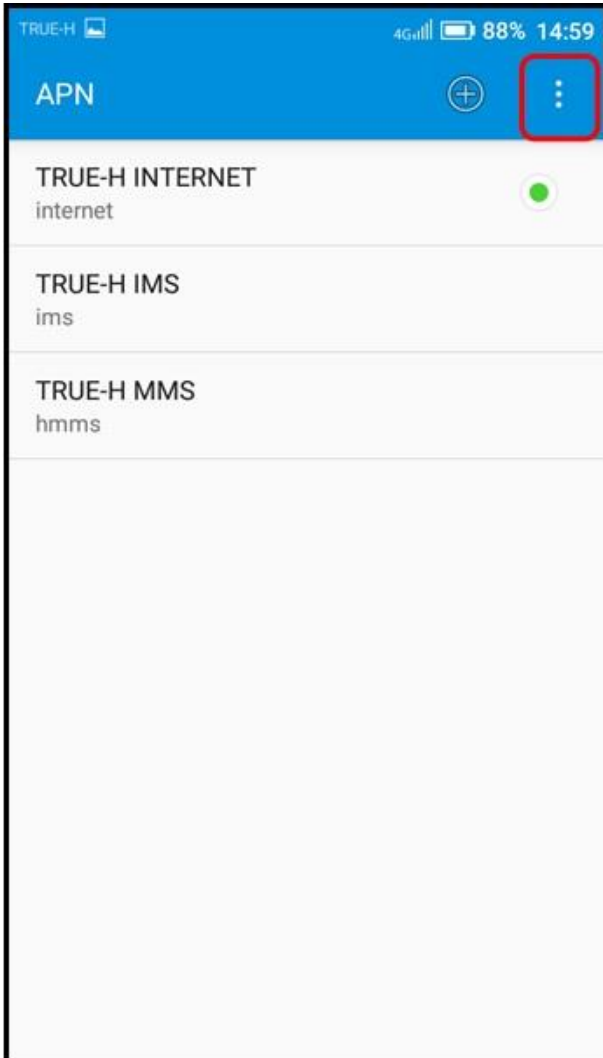 TRUE-H 4G 88% 14:59
APN
TRUE-H INTERNET
internet
TRUE-H IMS
ims
TRUE-H MMS
hmms